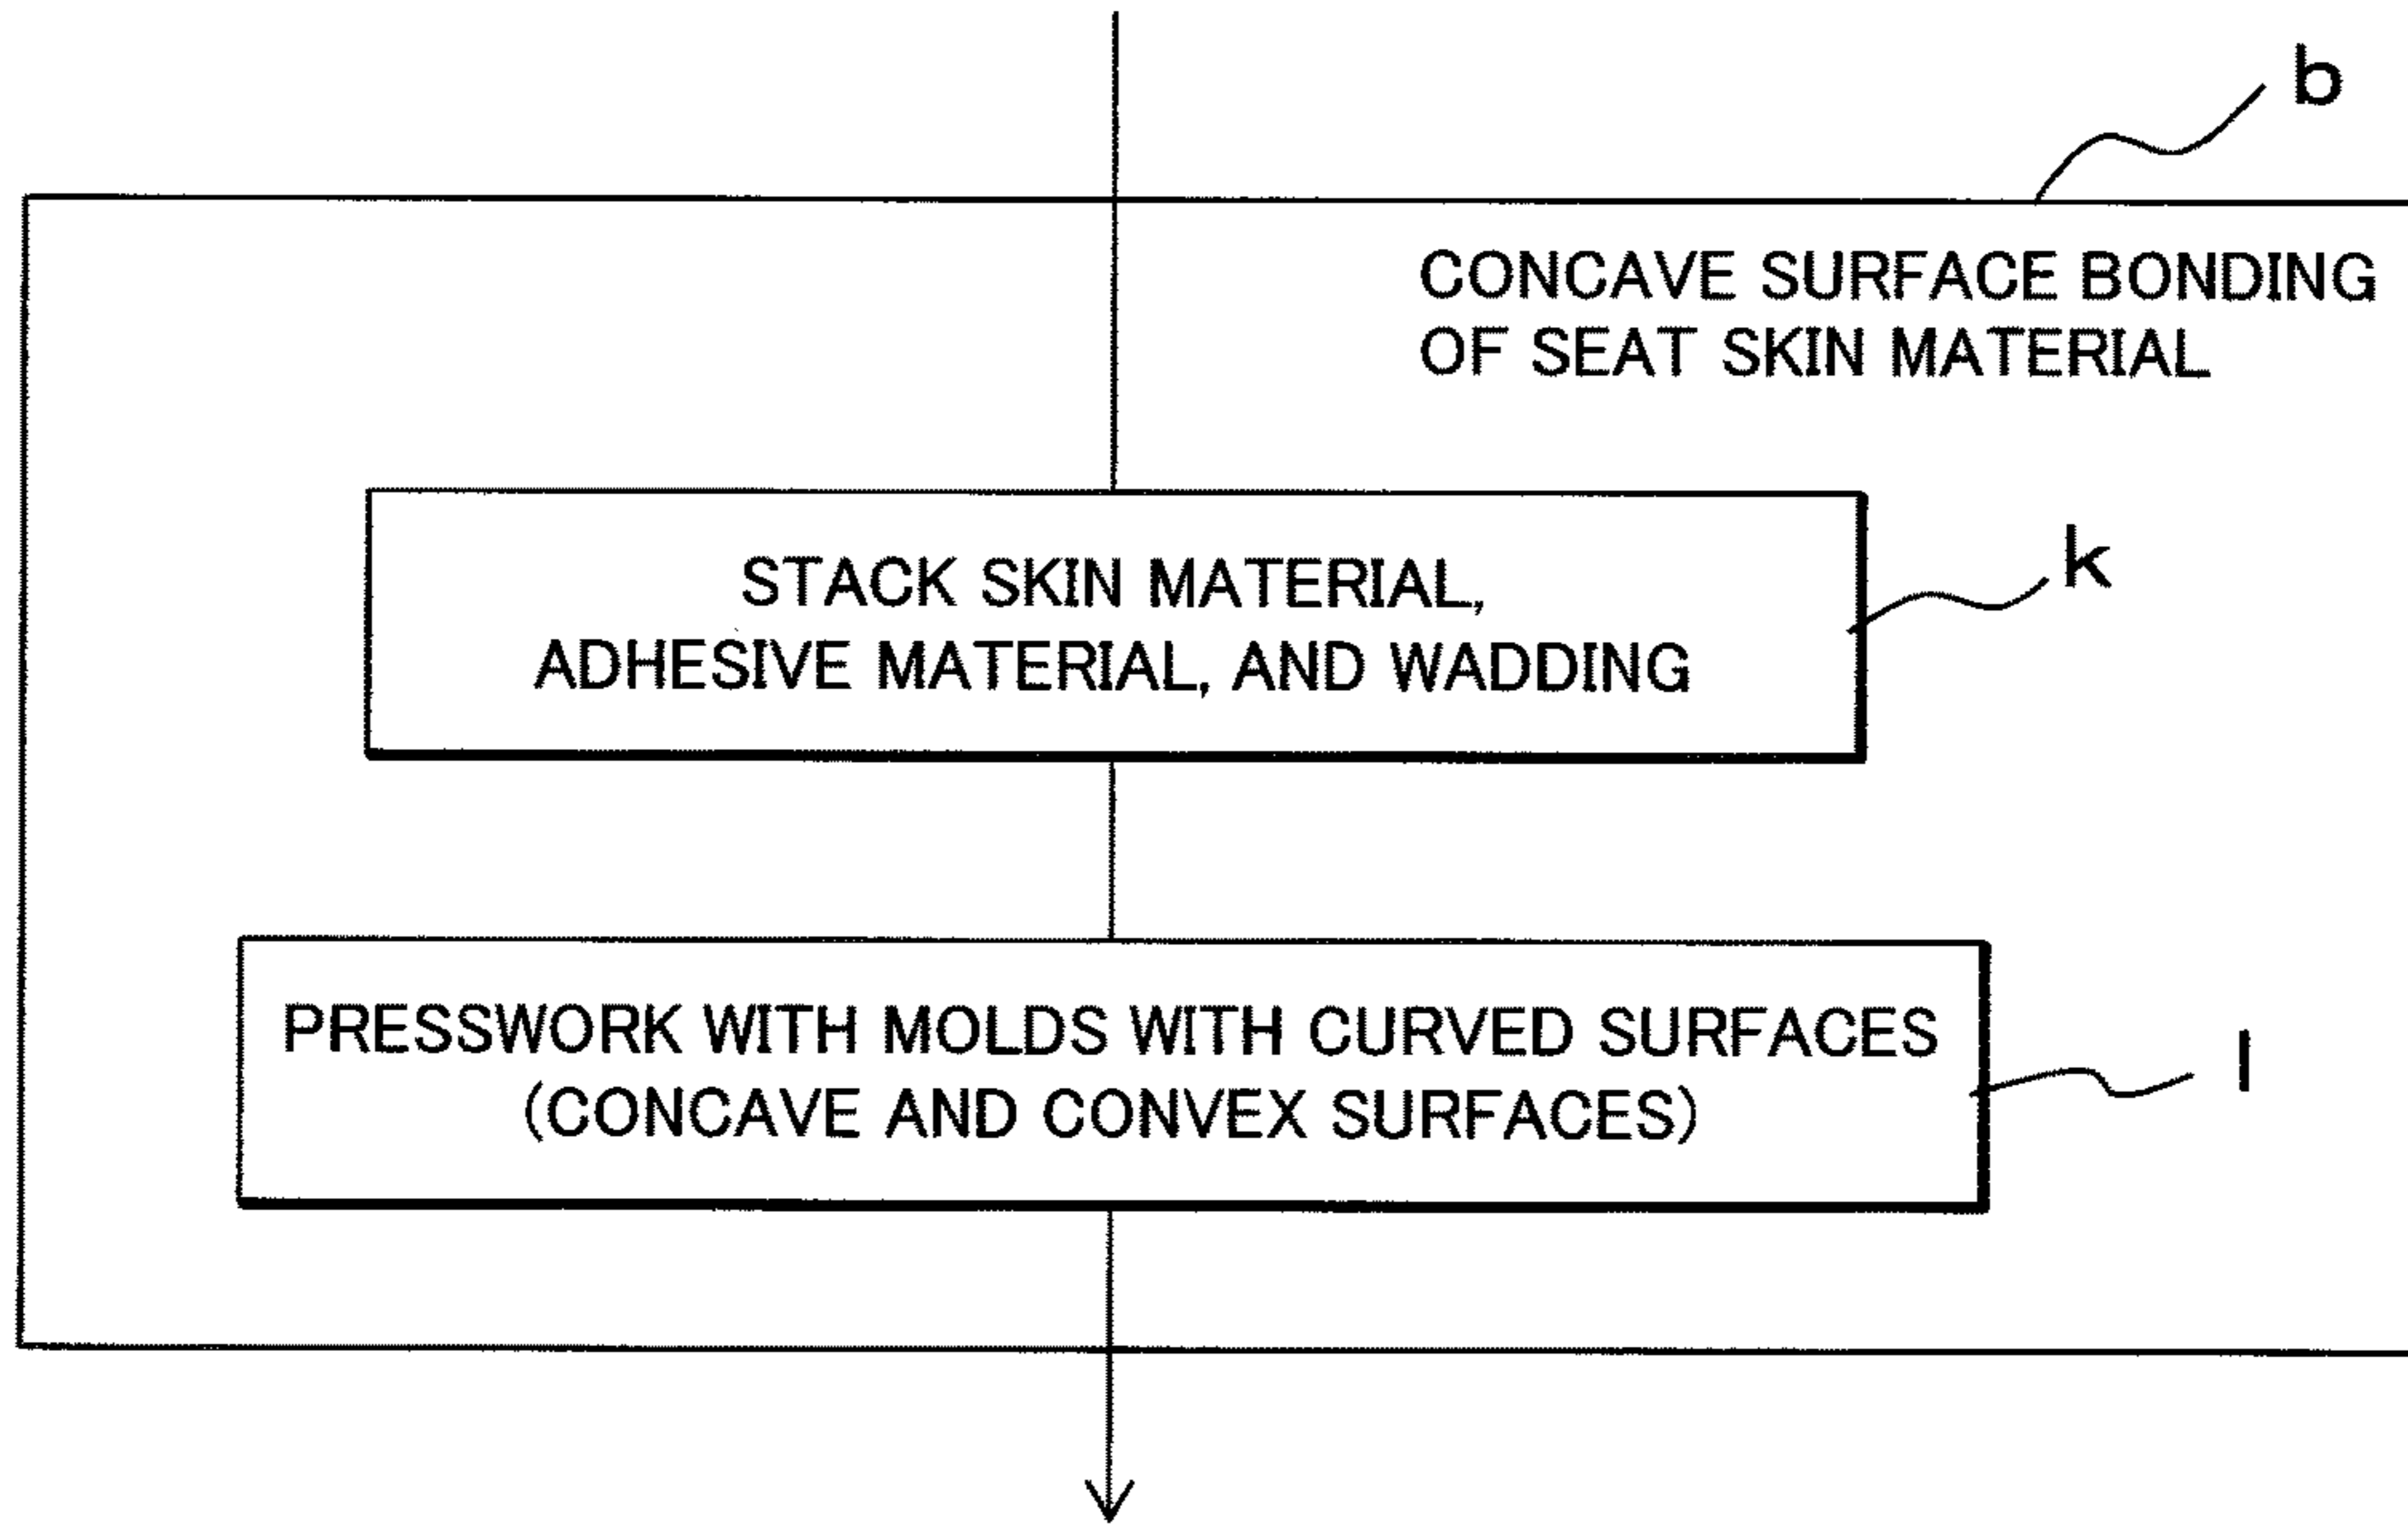 b
CONCAVE SURFACE BONDING
OF SEAT SKIN MATERIAL
STACK SKIN MATERIAL,
ADHESIVE MATERIAL, AND WADDING
k
PRESSWORK WITH MOLDS WITH CURVED SURFACES
(CONCAVE AND CONVEX SURFACES)
l